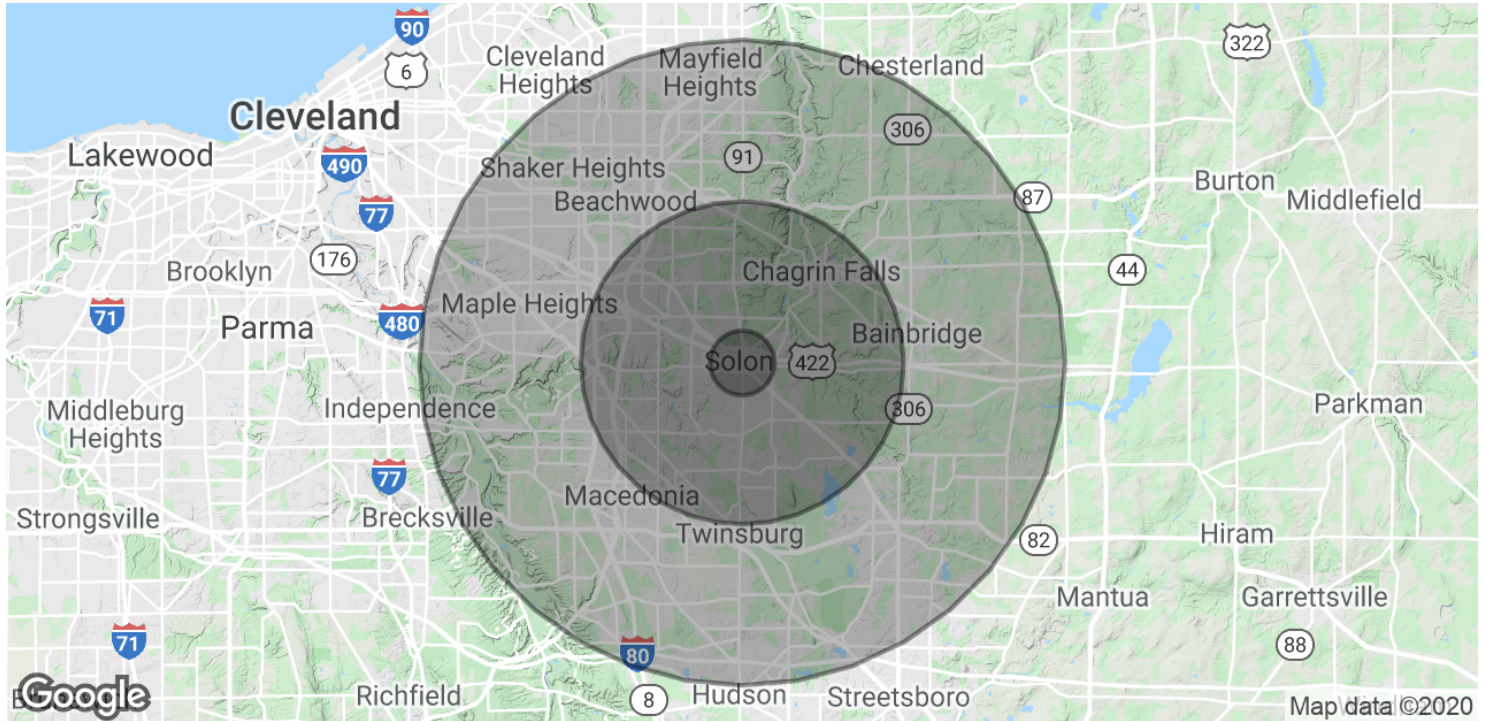 90
322
Cleveland
Heights
Mayfield
Heights
Chesterland
6
Cleveland
306
Lakewood
490
Shaker Heights
91
Burton
Middlefield
Beachwood
87
77
176
Brooklyn
Chagrin Falls
44
71
Parma
480
Maple Heights
Bainbridge
Solon
422
Middleburg
Heights
Independence
306
Parkman
77
Macedonia
Strongsville
Brecksville
Twinsburg
82
Hiram
Mantua
Garrettsville
71
80
88
Richfield
8
Hudson
Streetsboro
Google
Map data ©2020